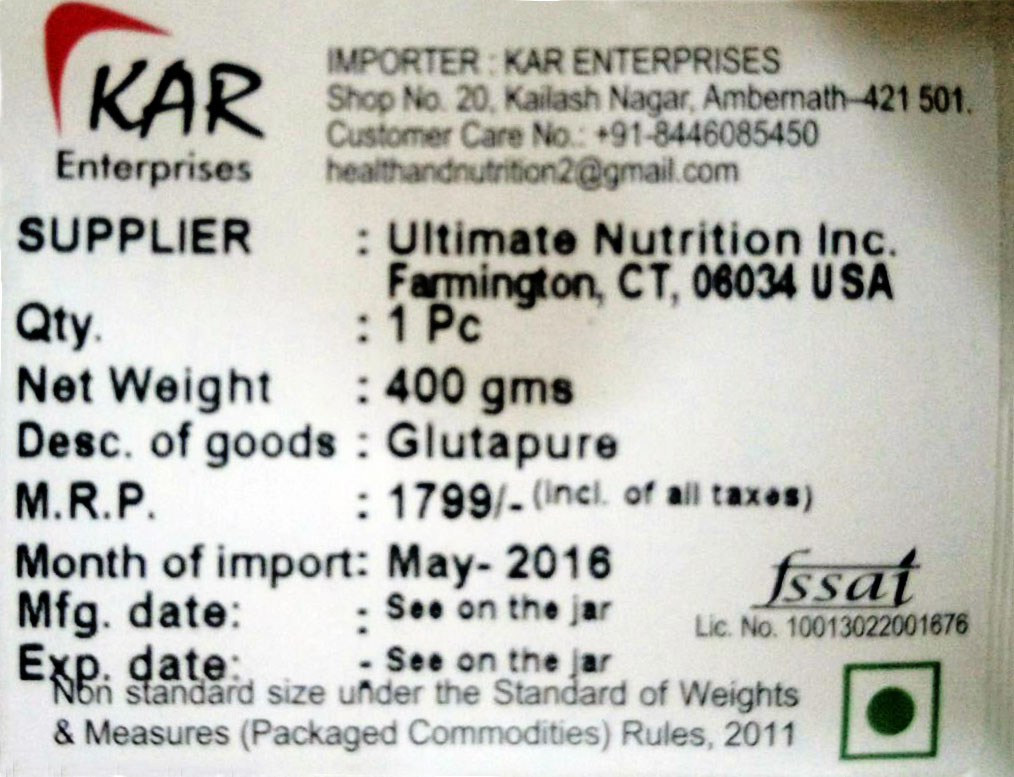 KAR
Enterprises
IMPORTER : KAR ENTERPRISES
Shop No. 20, Kailash Nagar, Ambernath-421 501.
Customer Care No.: +91-8446085450
healthandnutrition2@gmail.com
SUPPLIER : Ultimate Nutrition Inc.
Farmington, CT, 06034 USA
Qty. : 1 Pc
Net Weight : 400 gms
Desc. of goods : Glutapure
M.R.P. : 1799/- (incl. of all taxes)
Month of import: May- 2016
Mfg. date: : See on the jar
Exp. date: - See on the jar
fssai
Lic. No. 10013022001676
Non standard size under the Standard of Weights
& Measures (Packaged Commodities) Rules, 2011